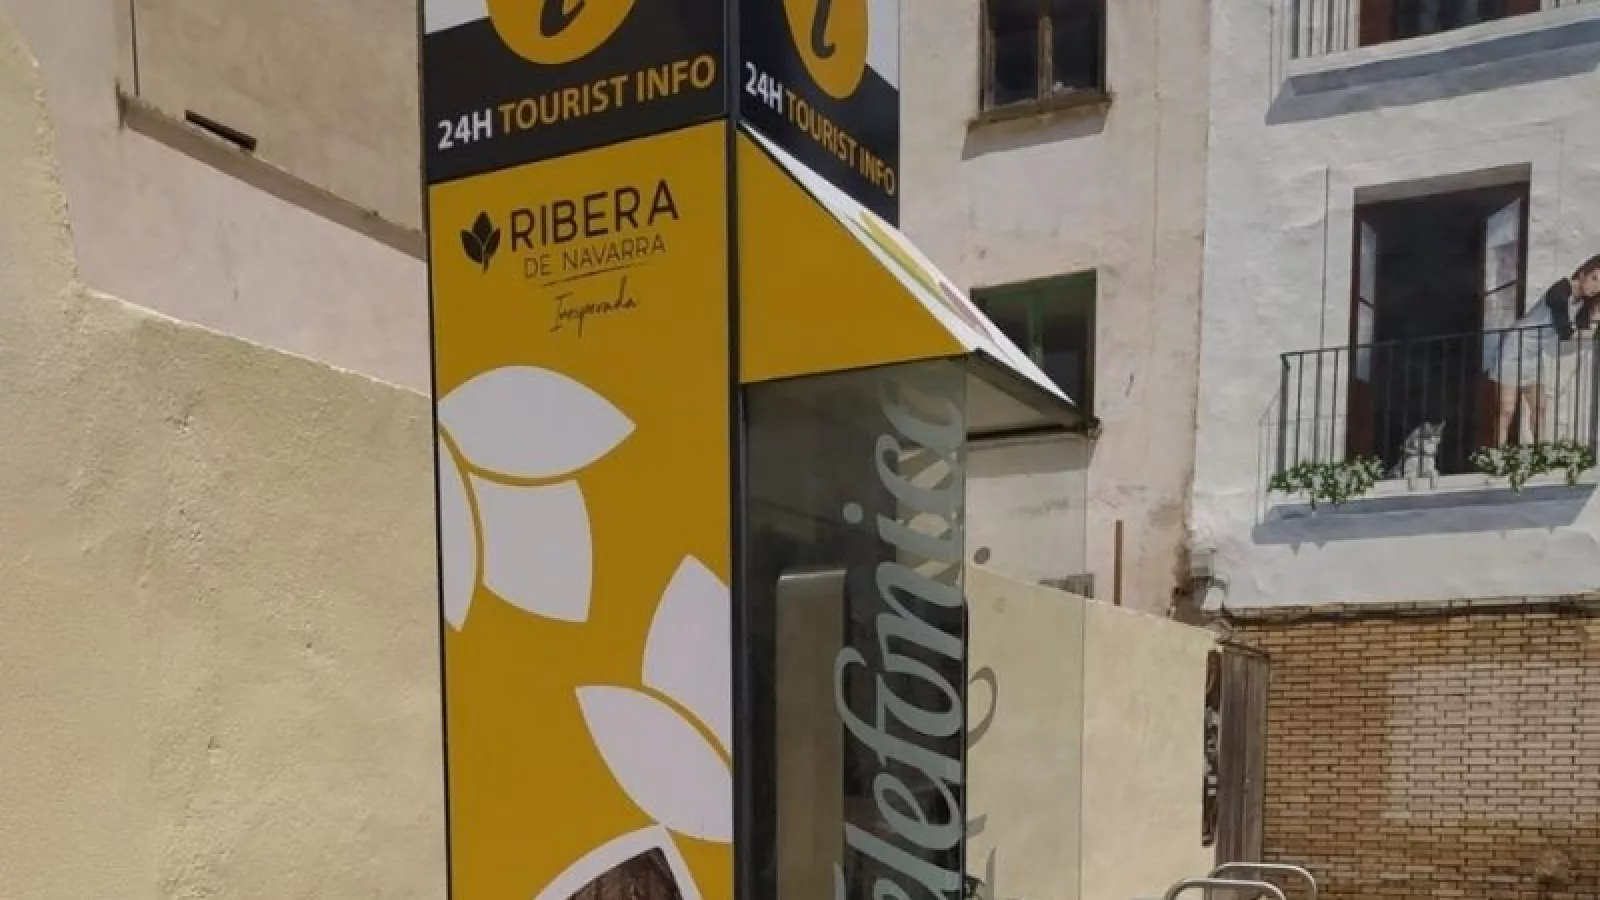 i
24H TOURIST INFO
i
24H TOURIST INFO
RIBERA
DE NAVARRA
Inesperada
Telefónica